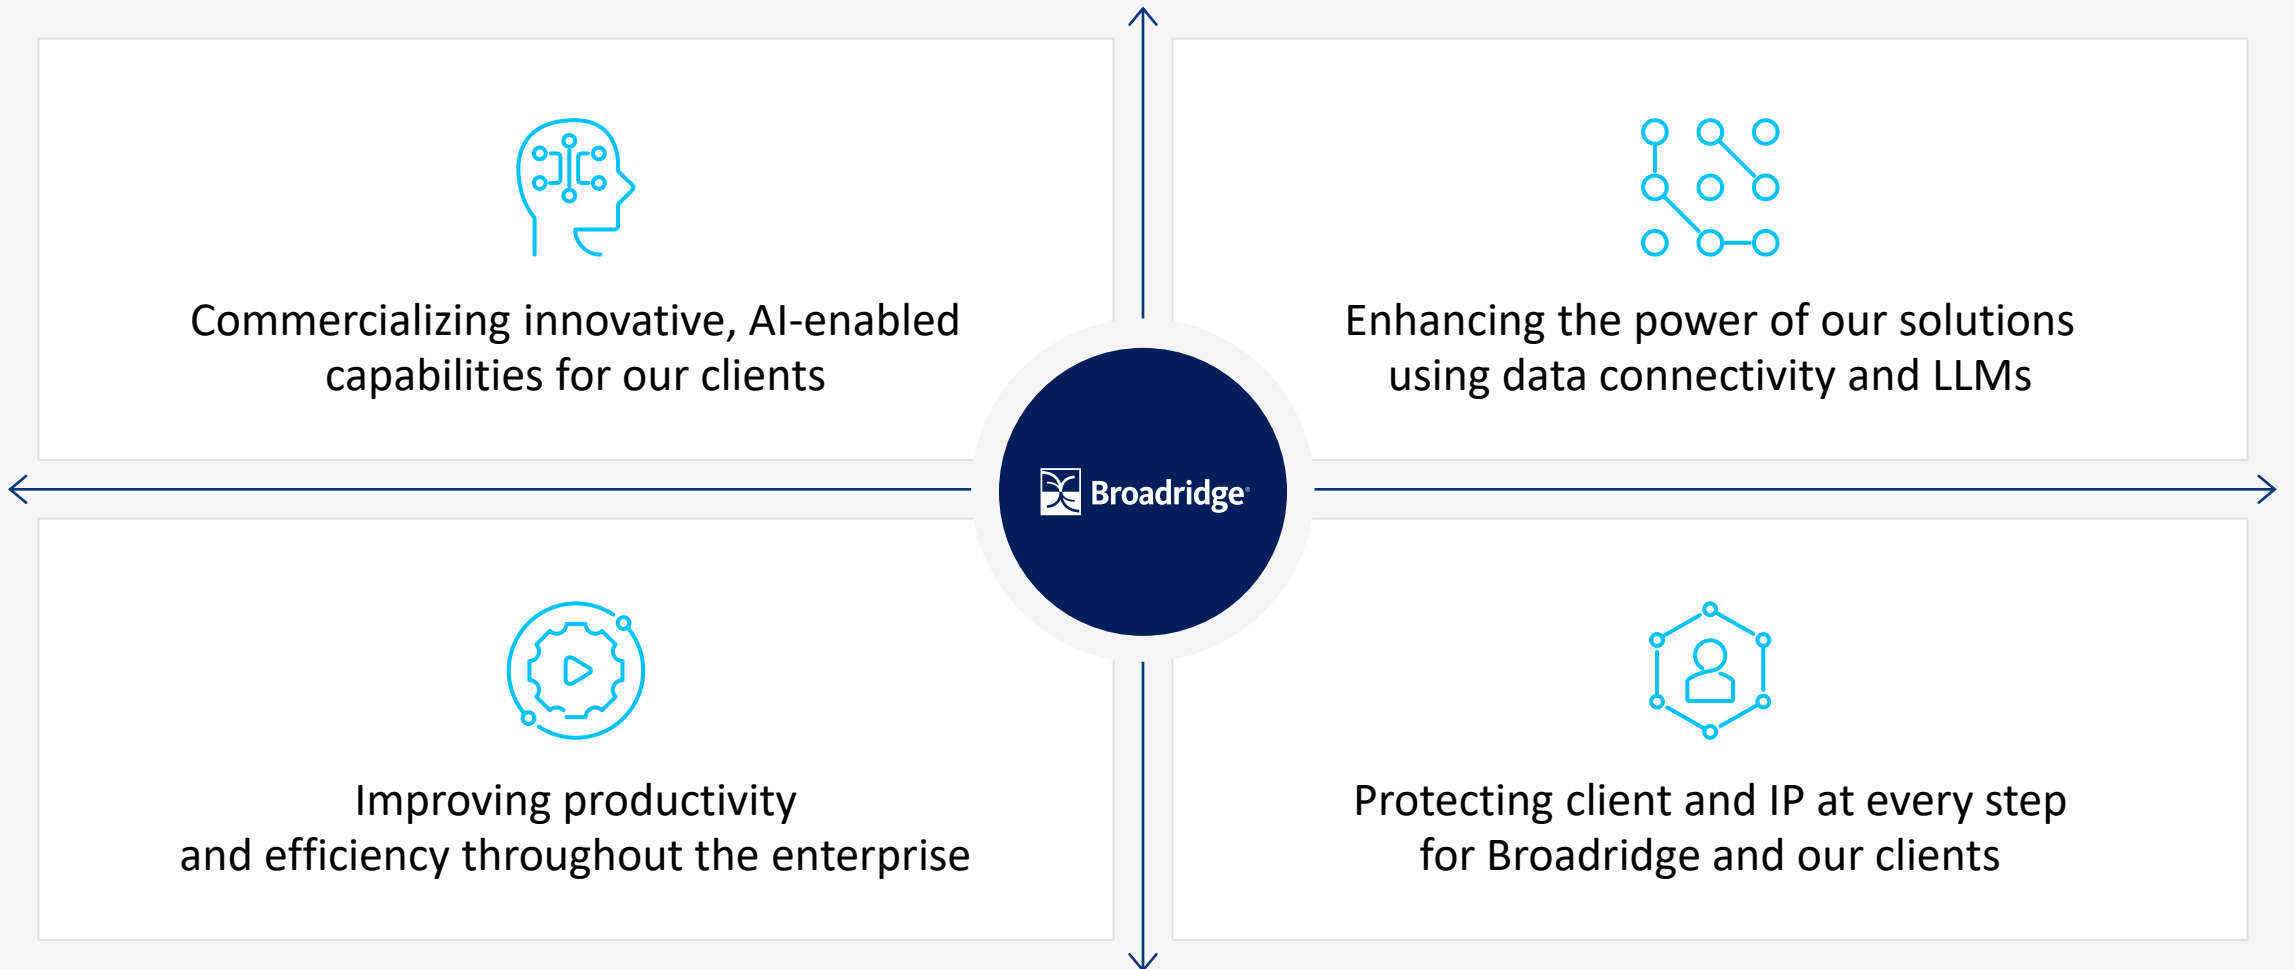 Commercializing innovative, AI-enabled
capabilities for our clients
Enhancing the power of our solutions
using data connectivity and LLMs
Broadridge®
Improving productivity
and efficiency throughout the enterprise
Protecting client and IP at every step
for Broadridge and our clients